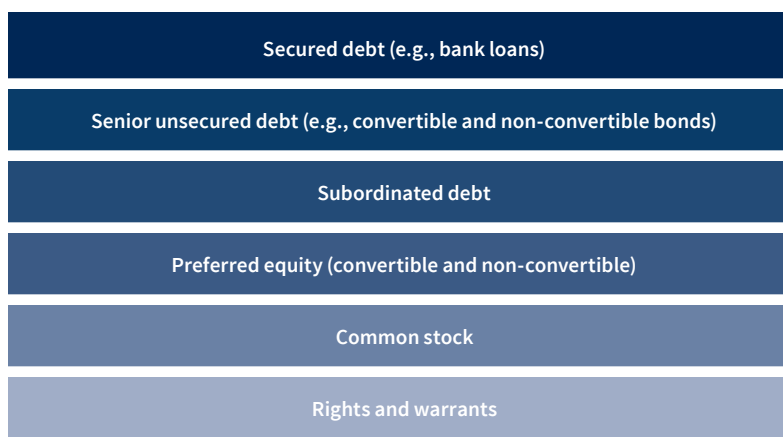 Secured debt (e.g., bank loans)
Senior unsecured debt (e.g., convertible and non-convertible bonds)
Subordinated debt
Preferred equity (convertible and non-convertible)
Common stock
Rights and warrants